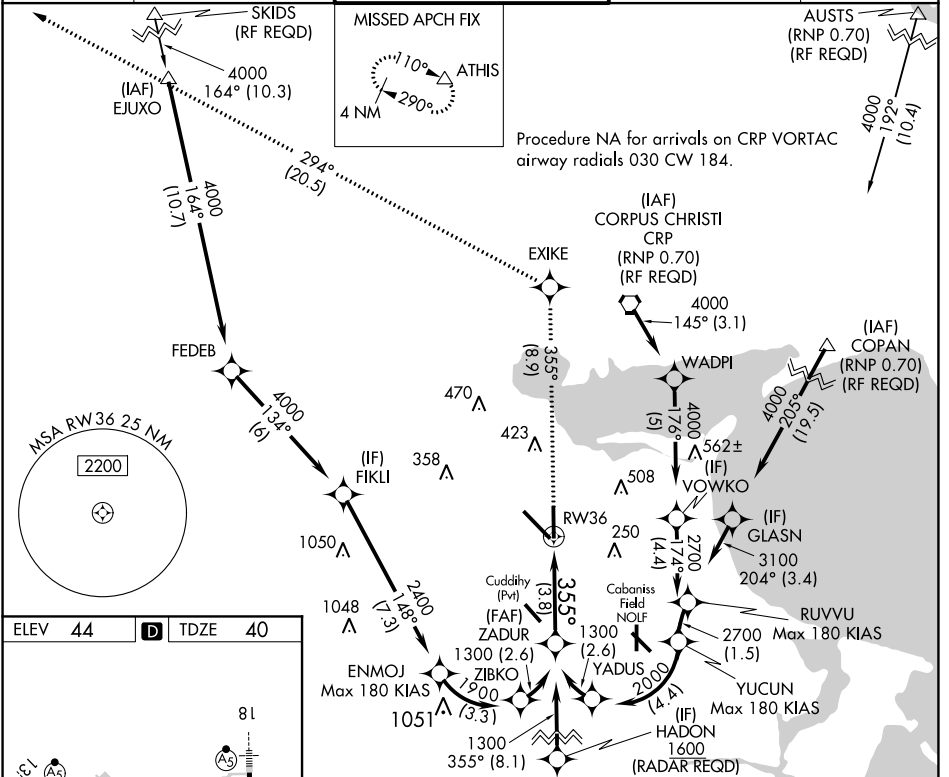 SKIDS
(RF REQD)
4000
164° (10.3)
(IAF)
EJUXO
MISSED APCH FIX
110°
ATHIS
290°
4 NM
AUSTS
(RNP 0.70)
(RF REQD)
4000
192°
(10.4)
Procedure NA for arrivals on CRP VORTAC
airway radials 030 CW 184.
294°
(20.5)
4000
164°
(10.7)
(IAF)
CORPUS CHRISTI
CRP
(RNP 0.70)
(RF REQD)
EXIKE
4000
145° (3.1)
(IAF)
COPAN
(RNP 0.70)
(RF REQD)
FEDEB
355°
(8.9)
WADPI
4000
134°
(6)
4000
176°
(5)
4000
205°
(19.5)
MSA RW36 25 NM
2200
470
423
358
562±
508
(IF)
FIKLI
(IF)
VOWKO
RW36
250
(IF)
GLASN
1050
2700
174°
(4.4)
3100
204° (3.4)
2400
148°
(7.3)
Cuddihy
(Pvt)
355°
(3.8)
Cabaniss
Field
NOLF
1048
(FAF)
ZADUR
1300 (2.6)
1300
(2.6)
RUVVU
Max 180 KIAS
2700
(1.5)
ELEV 44
D
TDZE 40
ENMOJ
Max 180 KIAS
ZIBKO
YADUS
1900
(3.3)
2000
(4.4)
YUCUN
Max 180 KIAS
1051
(IF)
HADON
1600
(RADAR REQD)
1300
355° (8.1)
18
A5
13
A5